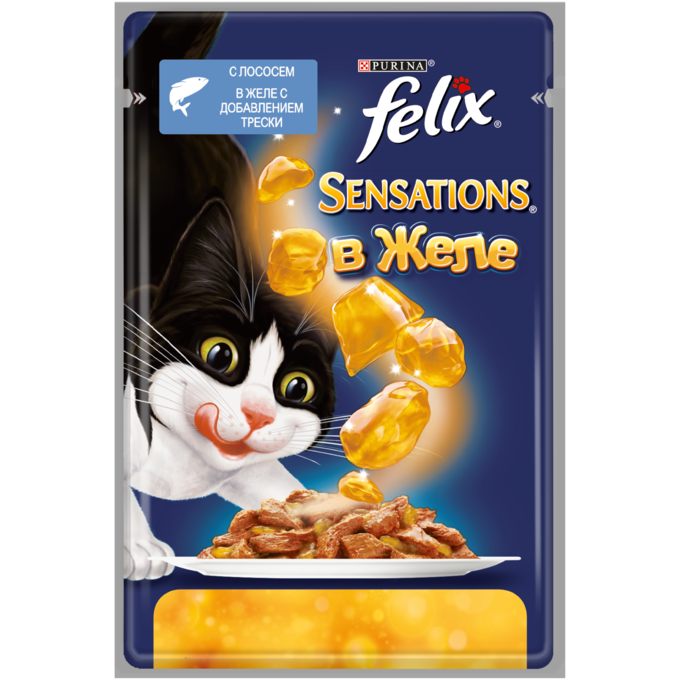 С ЛОСОСЕМ
В ЖЕЛЕ С
ДОБАВЛЕНИЕМ
ТРЕСКИ
PURINA®
felix®
SENSATIONS®
в Желе